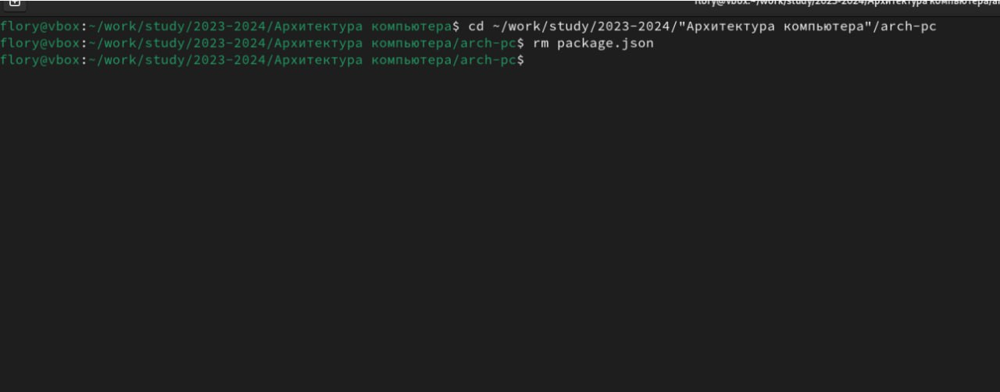 flory@vbox:~/work/study/2023-2024/Архитектура компьютера/ar
flory@vbox:~/work/study/2023-2024/Архитектура компьютера$ cd ~/work/study/2023-2024/"Архитектура компьютера"/arch-pc
flory@vbox:~/work/study/2023-2024/Архитектура компьютера/arch-pc$ rm package.json
flory@vbox:~/work/study/2023-2024/Архитектура компьютера/arch-pc$